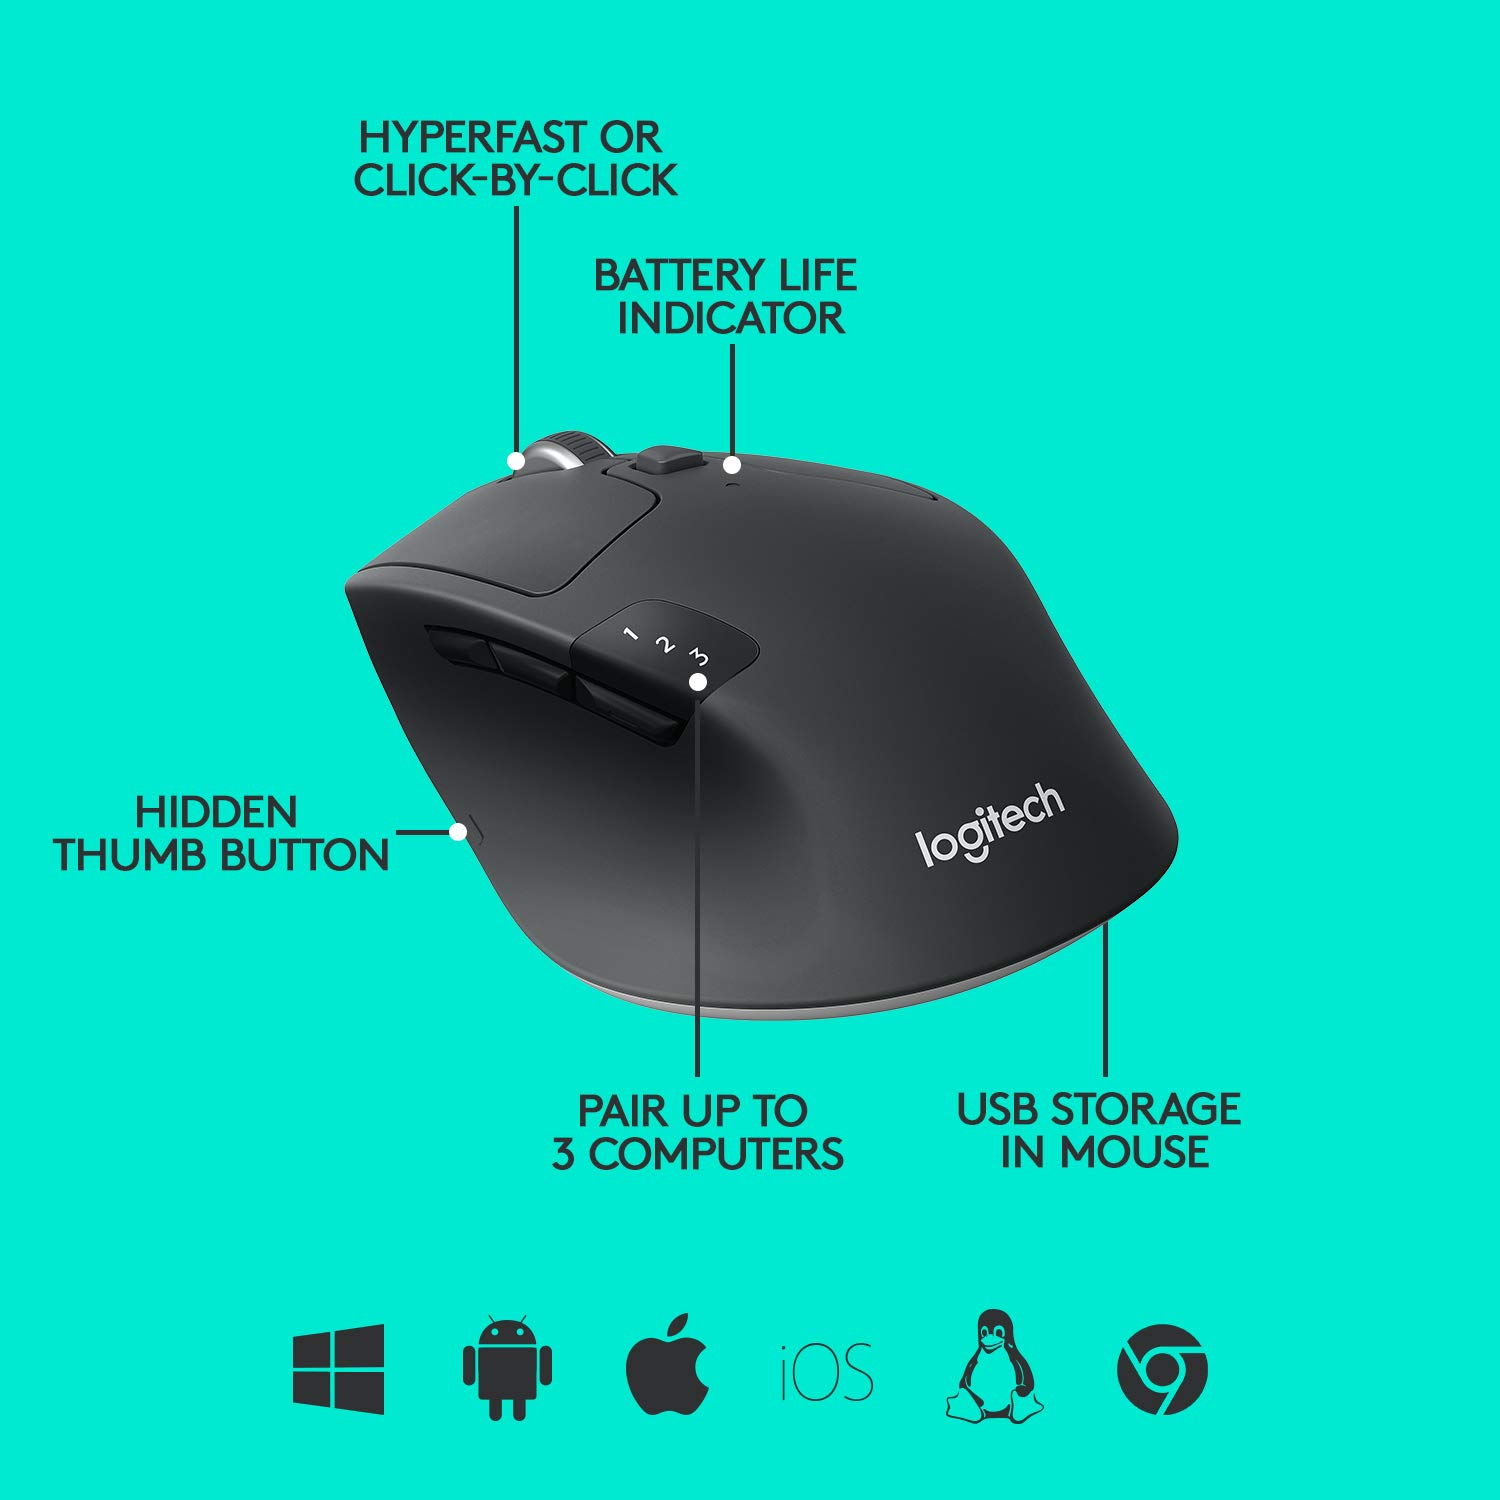 HYPERFAST OR
CLICK-BY-CLICK
BATTERY LIFE
INDICATOR
1 2 3
logitech
HIDDEN
THUMB BUTTON
PAIR UP TO
3 COMPUTERS
USB STORAGE
IN MOUSE
iOS